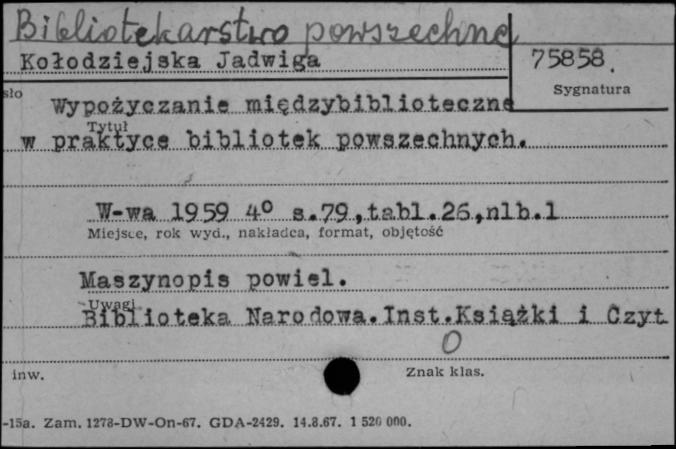 Bibliotekarstwo powszechne
Kołodziejska Jadwiga
75858.
Sygnatura
sło
Wypożyczanie międzybiblioteczne
Tytuł
w praktyce bibliotek powszechnych.
W-wa 1959 4° s.79,tabl.26,nlb.1
Miejsce, rok wyd., nakładca, format, objętość
Maszynopis powiel.
Uwagi
Biblioteka Narodowa.Inst.Książki i Czyt
0
inw.
Znak klas.
-15a. Zam. 1278-DW-On-67. GDA-2429. 14.8.67. 1 520 000.